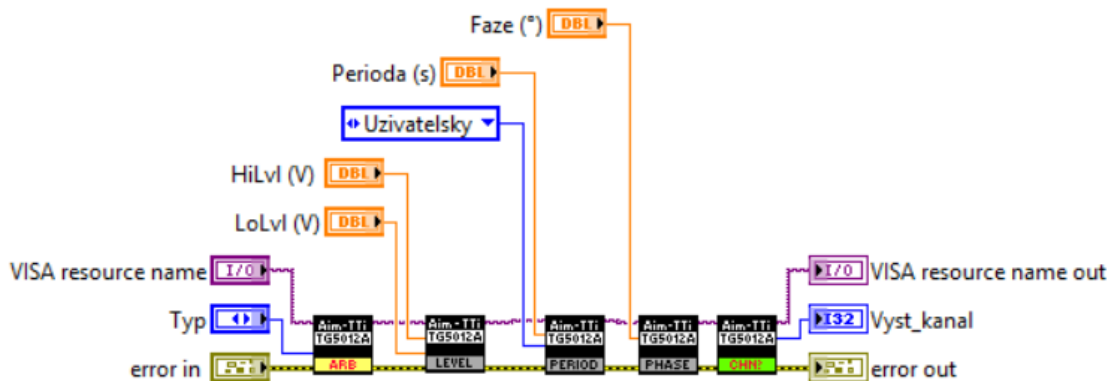 Faze (°) DBL
Perioda (s) DBL
Uzivatelsky
HiLvl (V) DBL
LoLvl (V) DBL
VISA resource name I/O
I/O VISA resource name out
Typ
Aim-TTi Aim-TTi Aim-TTi Aim-TTi Aim-TTi
TG5012A TG5012A TG5012A TG5012A TG5012A
I32 Vyst_kanal
error in
ARB LEVEL PERIOD PHASE CHN?
error out